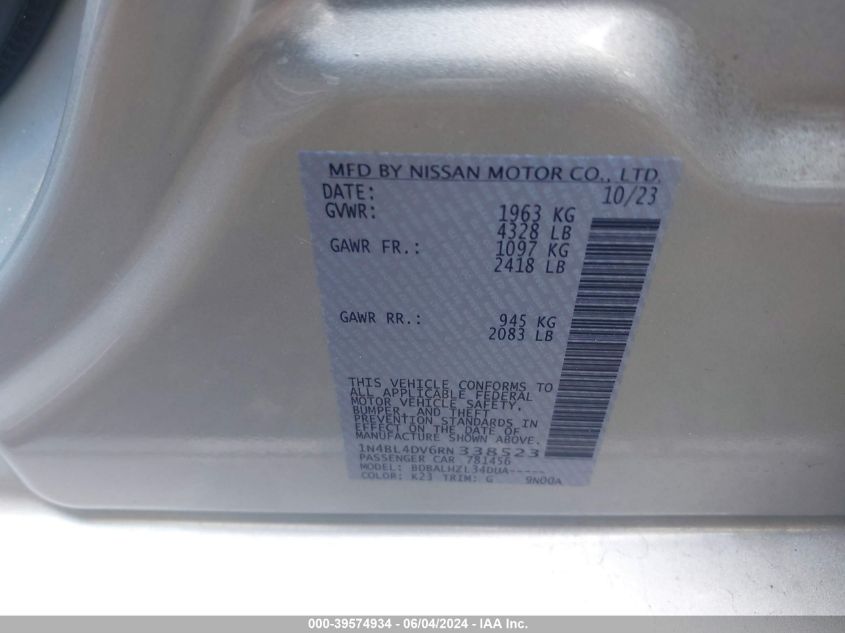 MFD BY NISSAN MOTOR CO., LTD.
DATE: 10/23
GVWR: 1963 KG
4328 LB
GAWR FR.: 1097 KG
2418 LB
GAWR RR.: 945 KG
2083 LB
THIS VEHICLE CONFORMS TO
ALL APPLICABLE FEDERAL
MOTOR VEHICLE SAFETY,
BUMPER, AND THEFT
PREVENTION STANDARDS IN
EFFECT ON THE DATE OF
MANUFACTURE SHOWN ABOVE.
1N4BL4DV6RN338523
PASSENGER CAR 781456
MODEL: BDBALHZL34DUA-----
COLOR: K23 TRIM: G 9N00A
000-39574934 - 06/04/2024 - IAA Inc.